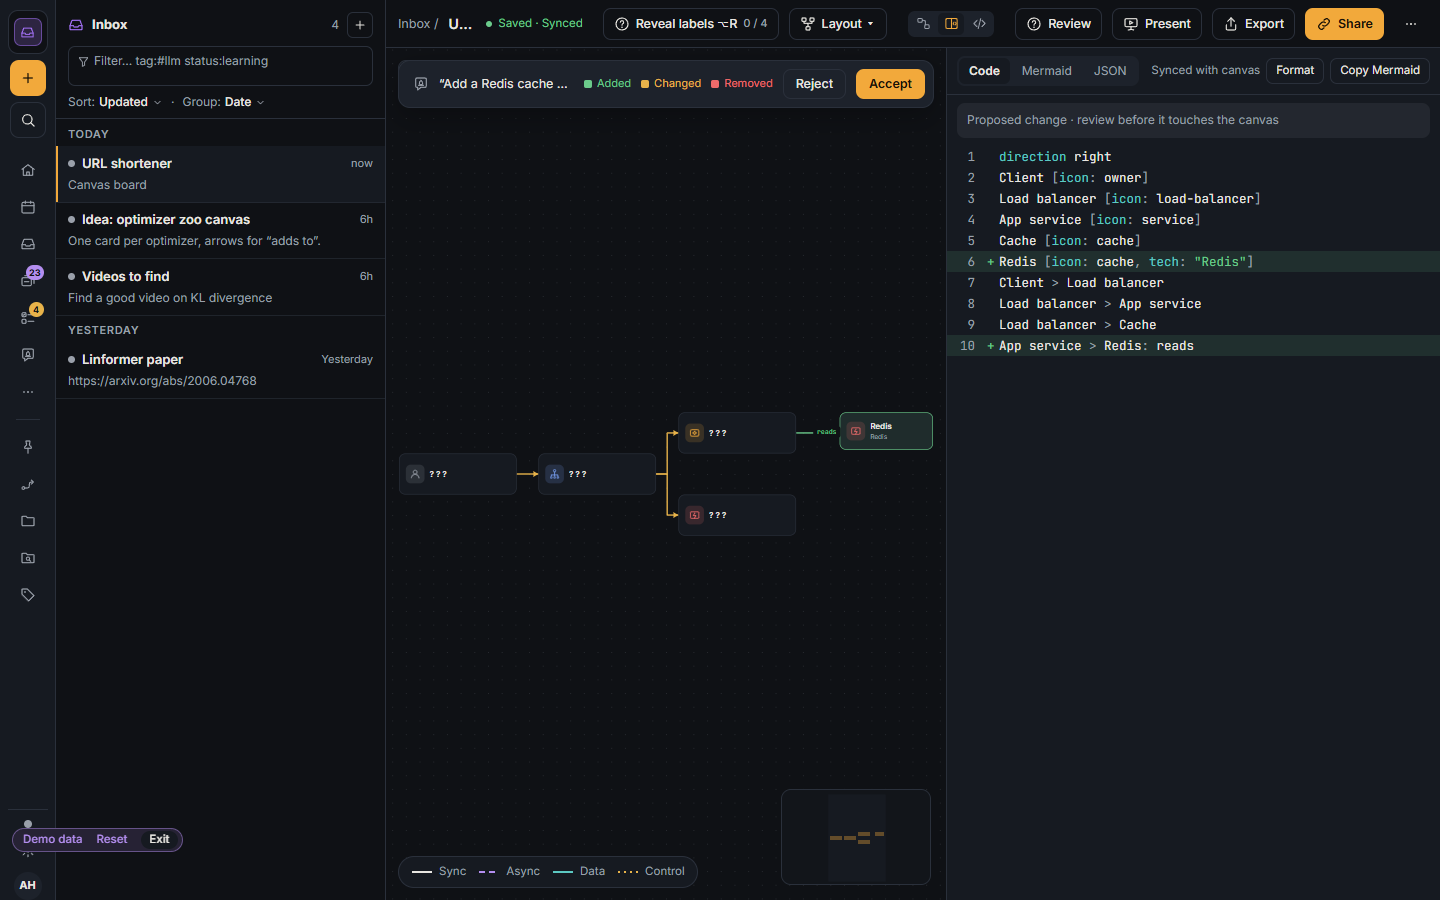 Inbox
4
Filter... tag:#llm status:learning
Sort: Updated · Group: Date
TODAY
URL shortener now
Canvas board
Idea: optimizer zoo canvas 6h
One card per optimizer, arrows for “adds to”.
Videos to find 6h
Find a good video on KL divergence
YESTERDAY
Linformer paper Yesterday
https://arxiv.org/abs/2006.04768
23
4
Demo data Reset Exit
AH
Inbox / U... Saved · Synced Reveal labels ⌥R 0 / 4 Layout Review Present Export Share
“Add a Redis cache ... Added Changed Removed Reject Accept
???
???
???
reads
Redis
Redis
???
Sync Async Data Control
Code Mermaid JSON Synced with canvas Format Copy Mermaid
Proposed change · review before it touches the canvas
1 direction right
2 Client [icon: owner]
3 Load balancer [icon: load-balancer]
4 App service [icon: service]
5 Cache [icon: cache]
6 + Redis [icon: cache, tech: "Redis"]
7 Client > Load balancer
8 Load balancer > App service
9 Load balancer > Cache
10 + App service > Redis: reads